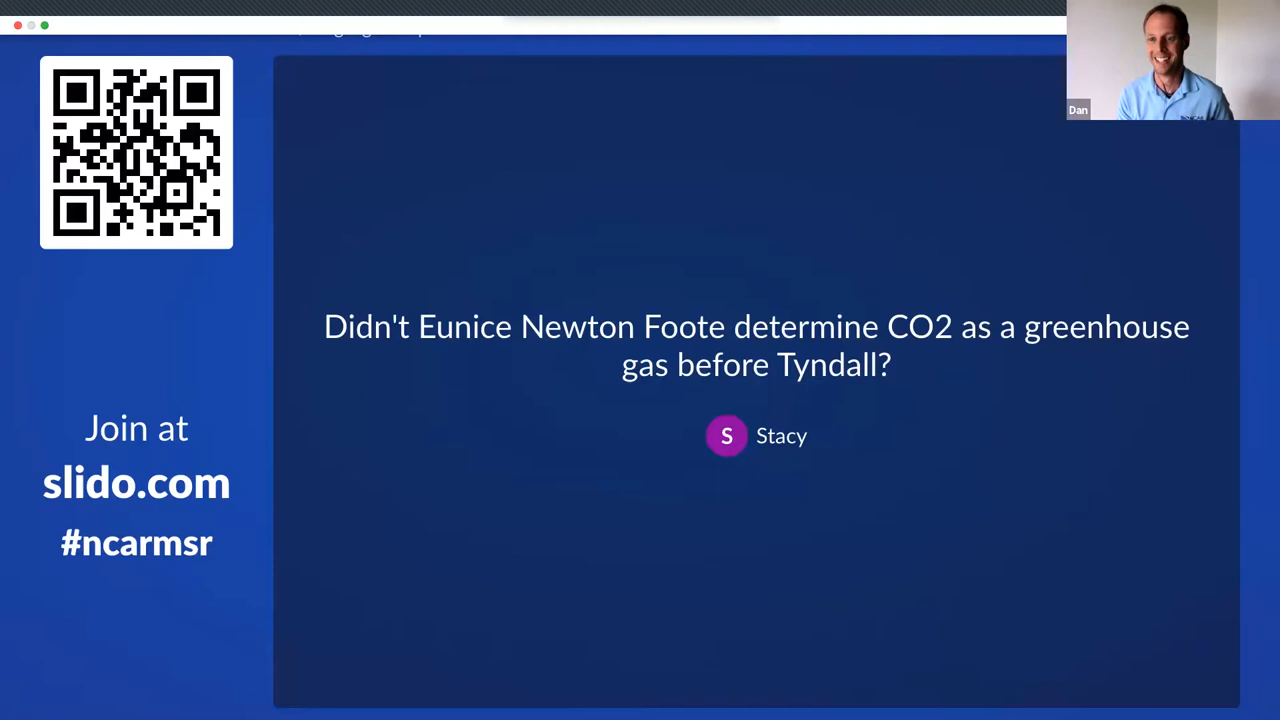 Dan
Didn't Eunice Newton Foote determine CO2 as a greenhouse
gas before Tyndall?
S Stacy
Join at
slido.com
#ncarmsr